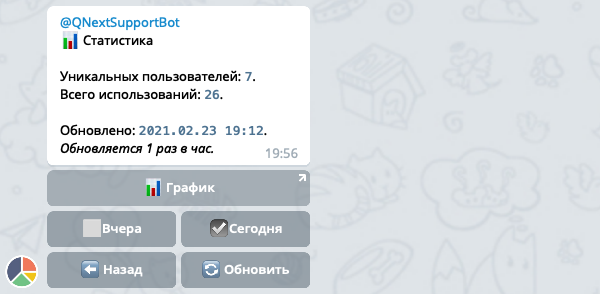 @QNextSupportBot
📊 Статистика
Уникальных пользователей: 7.
Всего использований: 26.
Обновлено: 2021.02.23 19:12.
Обновляется 1 раз в час.
19:56
📊 График
Вчера
Сегодня
Назад
Обновить